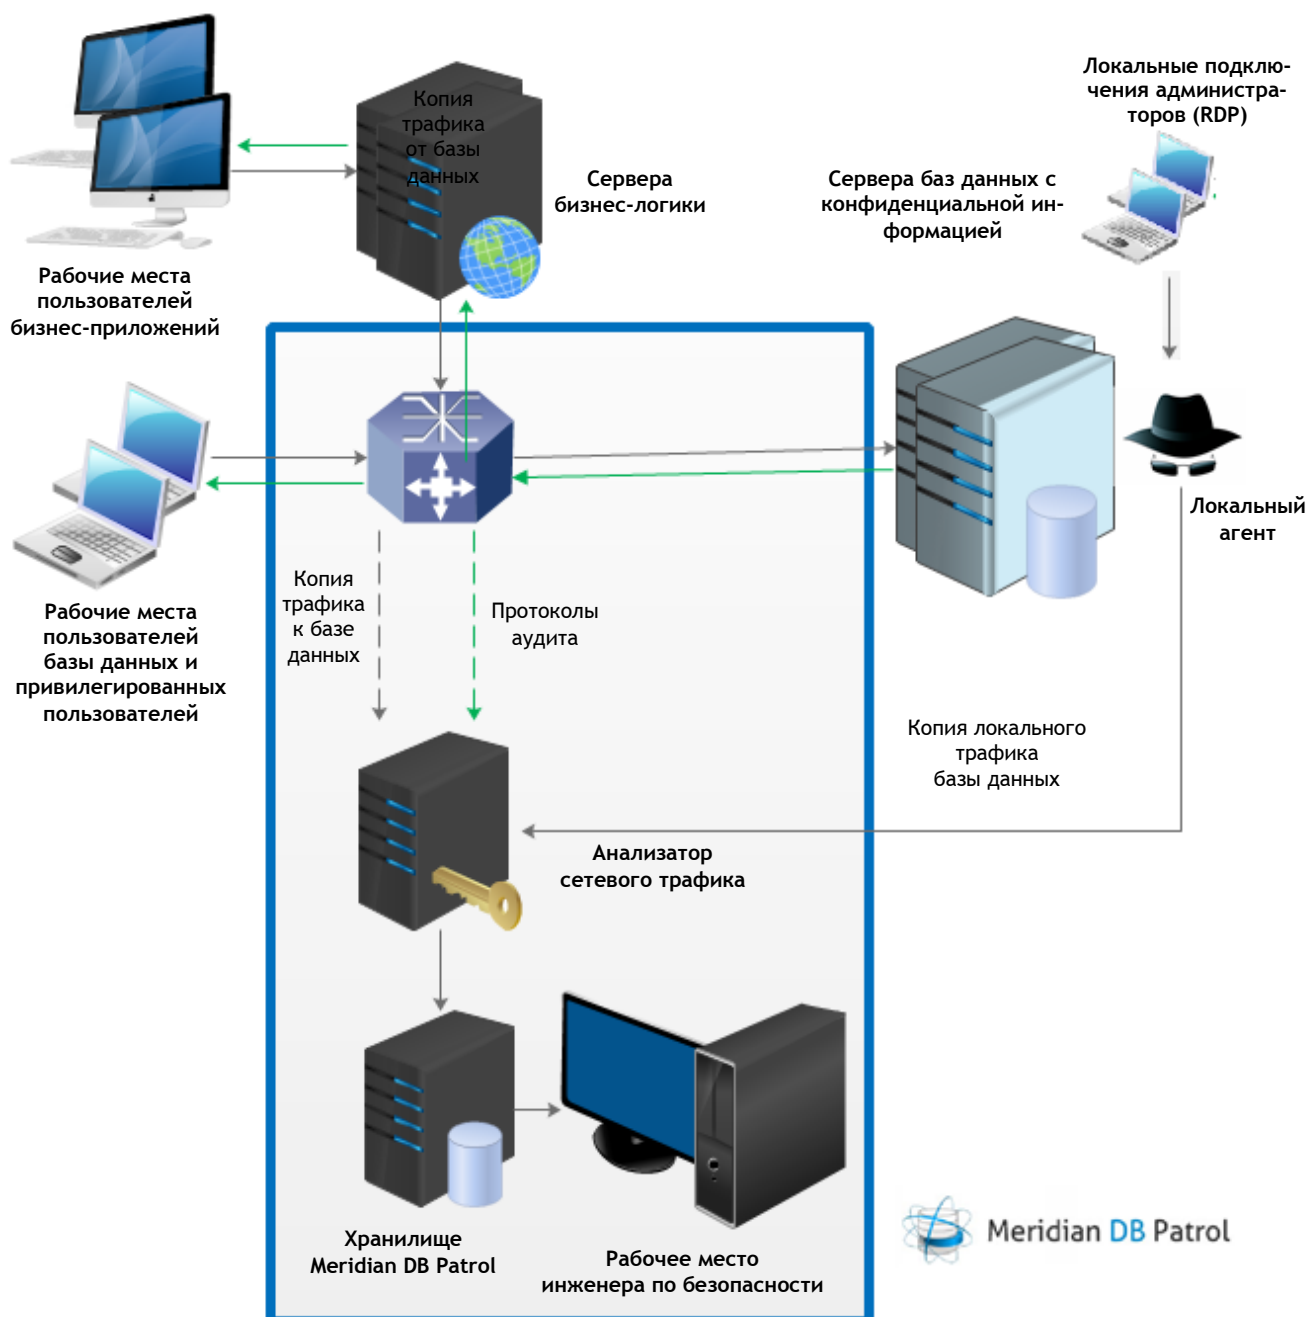 Копия
трафика
от базы
данных
Локальные подклю-
чения администра-
торов (RDP)
Сервера
бизнес-логики
Сервера баз данных с
конфиденциальной ин-
формацией
Рабочие места
пользователей
бизнес-приложений
Локальный
агент
Копия
трафика
к базе
данных
Протоколы
аудита
Рабочие места
пользователей
базы данных и
привилегированных
пользователей
Копия локального
трафика
базы данных
Анализатор
сетевого трафика
Хранилище
Meridian DB Patrol
Рабочее место
инженера по безопасности
Meridian DB Patrol